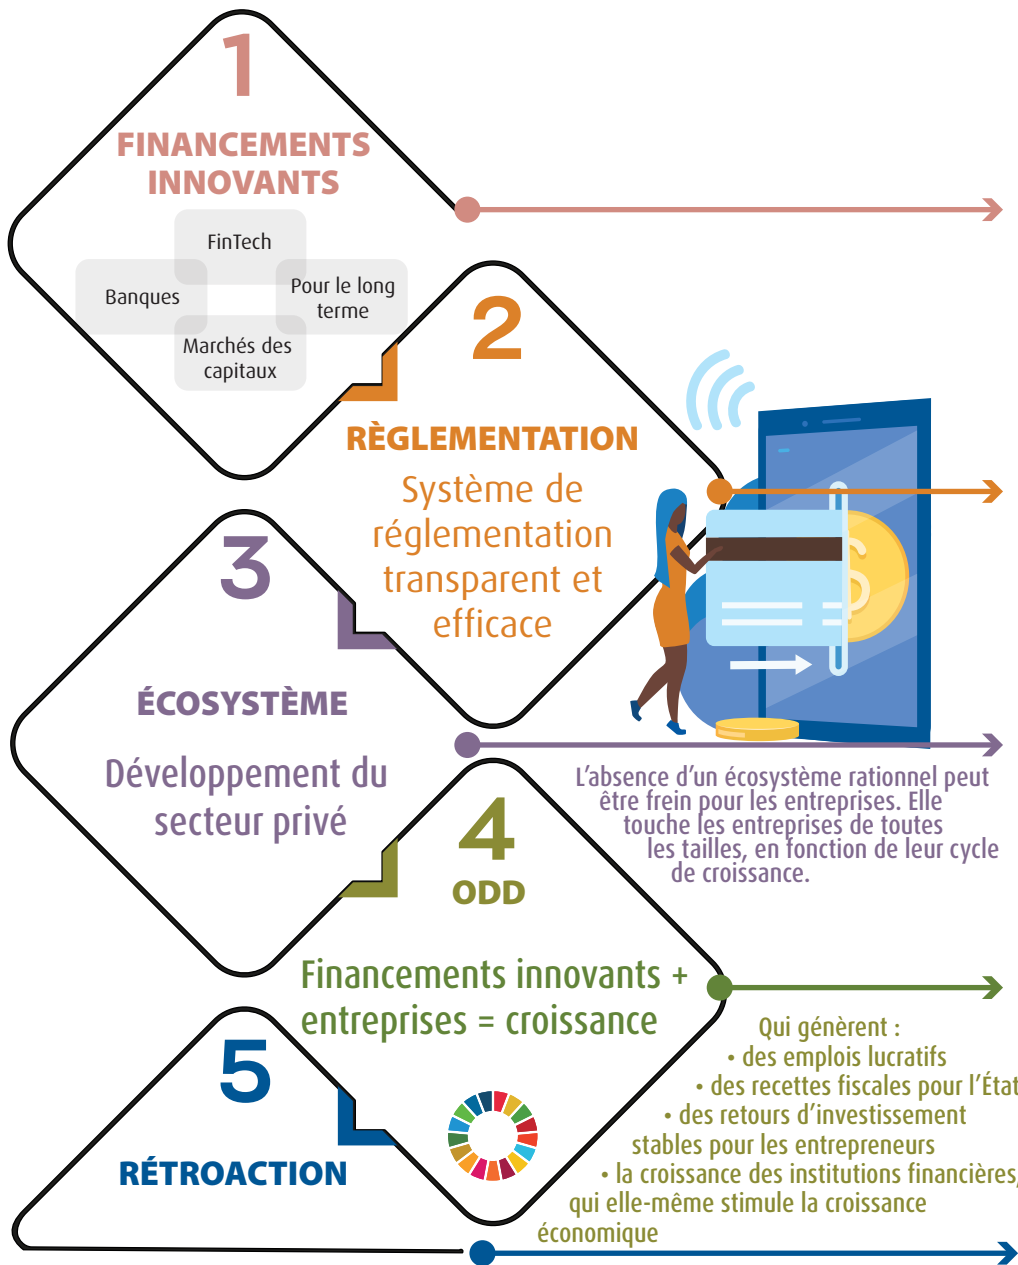 1
FINANCEMENTS
INNOVANTS
FinTech
Banques
Pour le long
terme
Marchés des
capitaux
2
RÈGLEMENTATION
Système de
réglementation
transparent et
efficace
$
3
ÉCOSYSTÈME
Développement du
secteur privé
L’absence d’un écosystème rationnel peut
être frein pour les entreprises. Elle
touche les entreprises de toutes
les tailles, en fonction de leur cycle
de croissance.
4
ODD
Financements innovants +
entreprises = croissance
Qui génèrent :
• des emplois lucratifs
• des recettes fiscales pour l’État
• des retours d’investissement
stables pour les entrepreneurs
• la croissance des institutions financières,
qui elle-même stimule la croissance
économique
5
RÉTROACTION